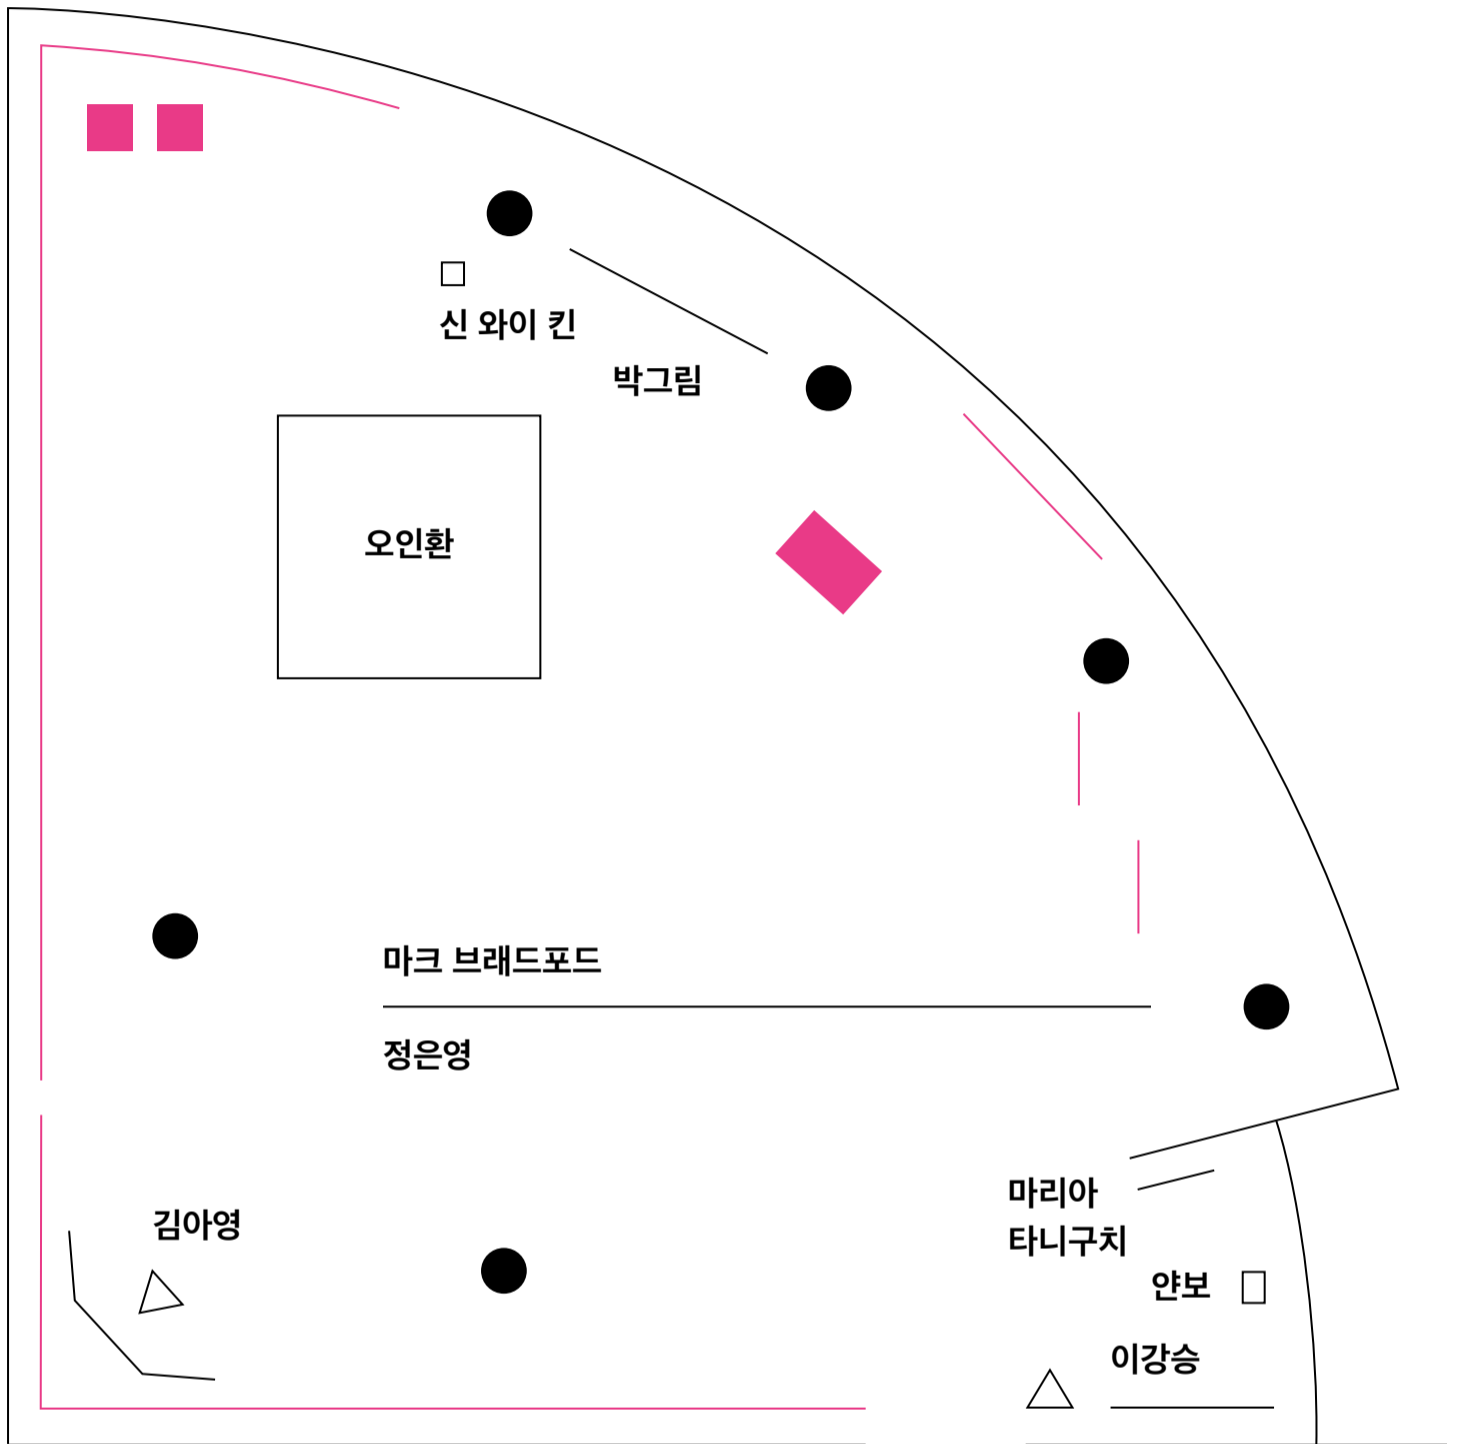 신 와이 킨
박그림
오인환
마크 브래드포드
정은영
마리아
타니구치
김아영
얀보
이강승